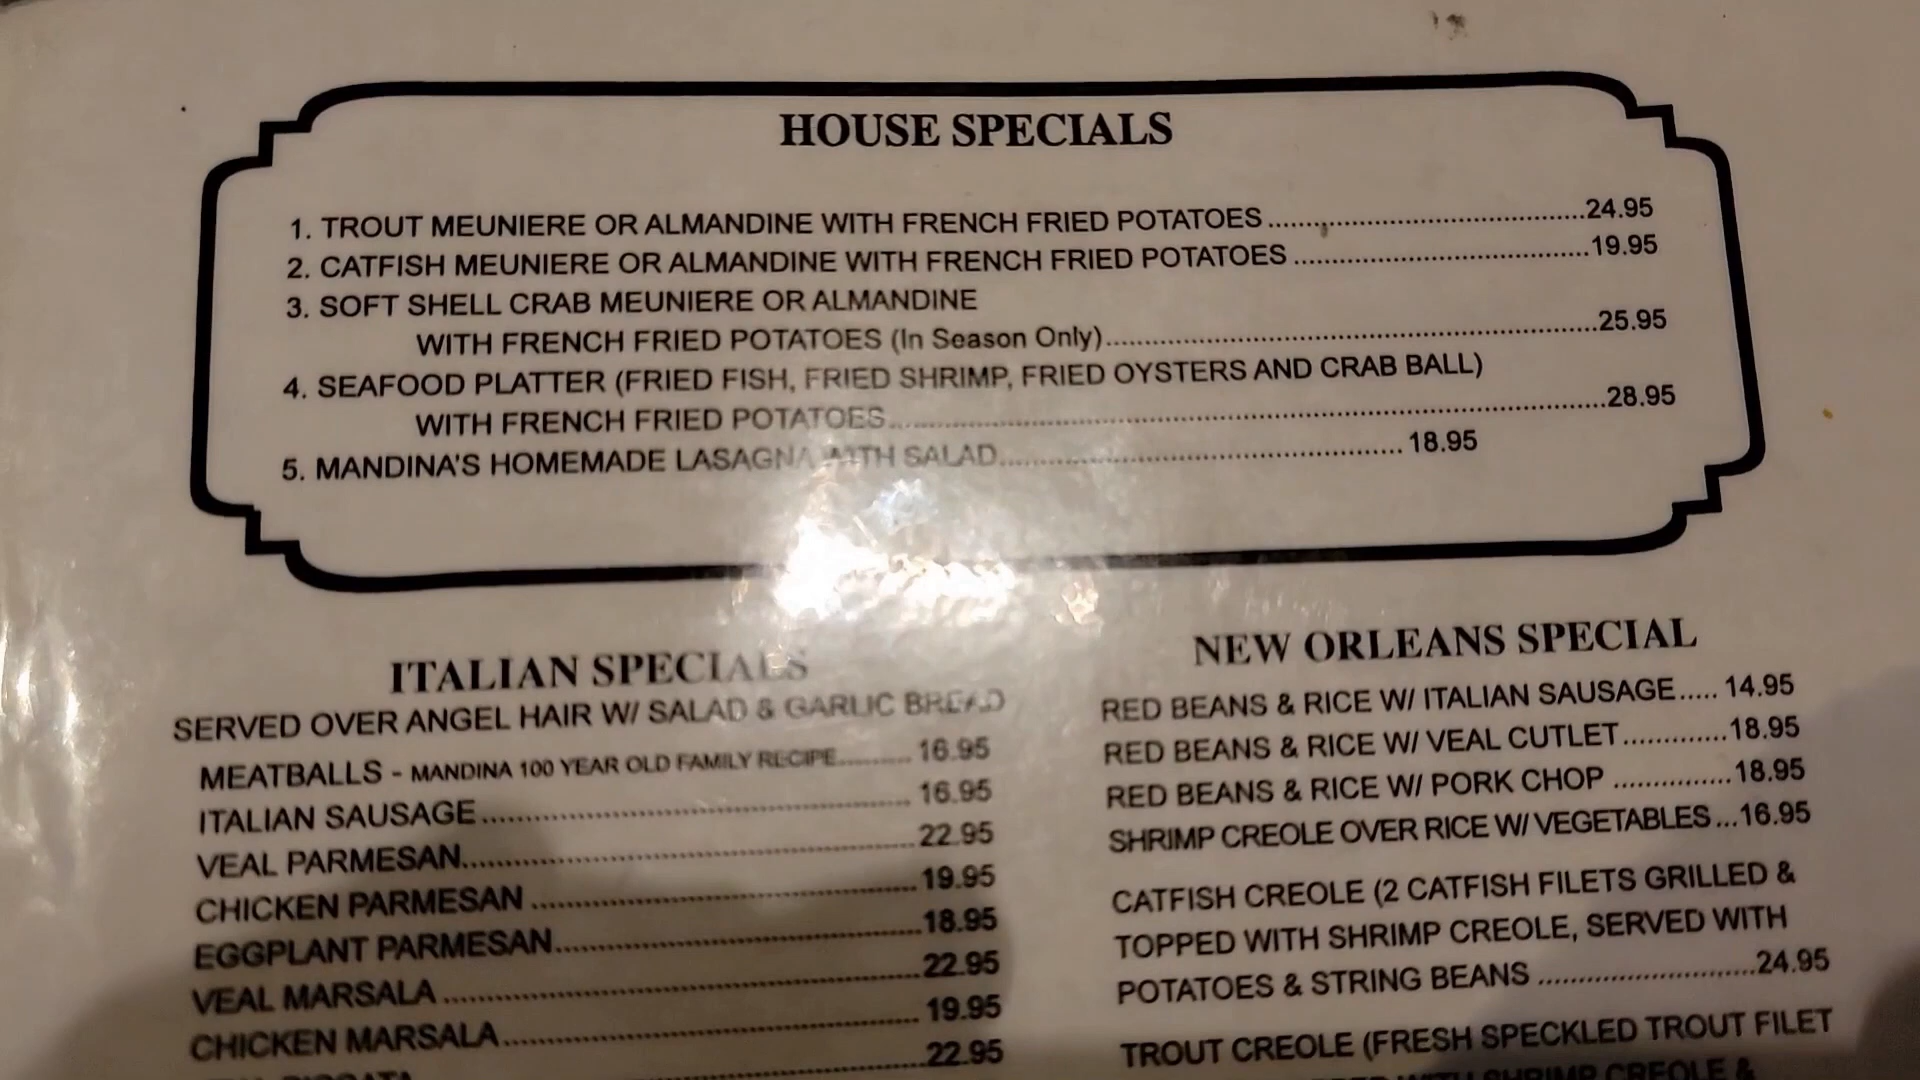 HOUSE SPECIALS
1. TROUT MEUNIERE OR ALMANDINE WITH FRENCH FRIED POTATOES....................24.95
2. CATFISH MEUNIERE OR ALMANDINE WITH FRENCH FRIED POTATOES....................19.95
3. SOFT SHELL CRAB MEUNIERE OR ALMANDINE
WITH FRENCH FRIED POTATOES (In Season Only)....................25.95
4. SEAFOOD PLATTER (FRIED FISH, FRIED SHRIMP, FRIED OYSTERS AND CRAB BALL)
WITH FRENCH FRIED POTATOES....................28.95
5. MANDINA'S HOMEMADE LASAGNA WITH SALAD.................... 18.95
ITALIAN SPECIALS
SERVED OVER ANGEL HAIR W/ SALAD & GARLIC BREAD
MEATBALLS - MANDINA 100 YEAR OLD FAMILY RECIPE.......... 16.95
ITALIAN SAUSAGE.................... 16.95
VEAL PARMESAN....................22.95
CHICKEN PARMESAN ....................19.95
EGGPLANT PARMESAN....................18.95
VEAL MARSALA ....................22.95
CHICKEN MARSALA.................... 19.95
....................22.95
NEW ORLEANS SPECIAL
RED BEANS & RICE W/ ITALIAN SAUSAGE..... 14.95
RED BEANS & RICE W/ VEAL CUTLET.............18.95
RED BEANS & RICE W/ PORK CHOP ...............18.95
SHRIMP CREOLE OVER RICE W/ VEGETABLES...16.95
CATFISH CREOLE (2 CATFISH FILETS GRILLED &
TOPPED WITH SHRIMP CREOLE, SERVED WITH
POTATOES & STRING BEANS ..........................24.95
TROUT CREOLE (FRESH SPECKLED TROUT FILET
WITH SHRIMP CREOLE &